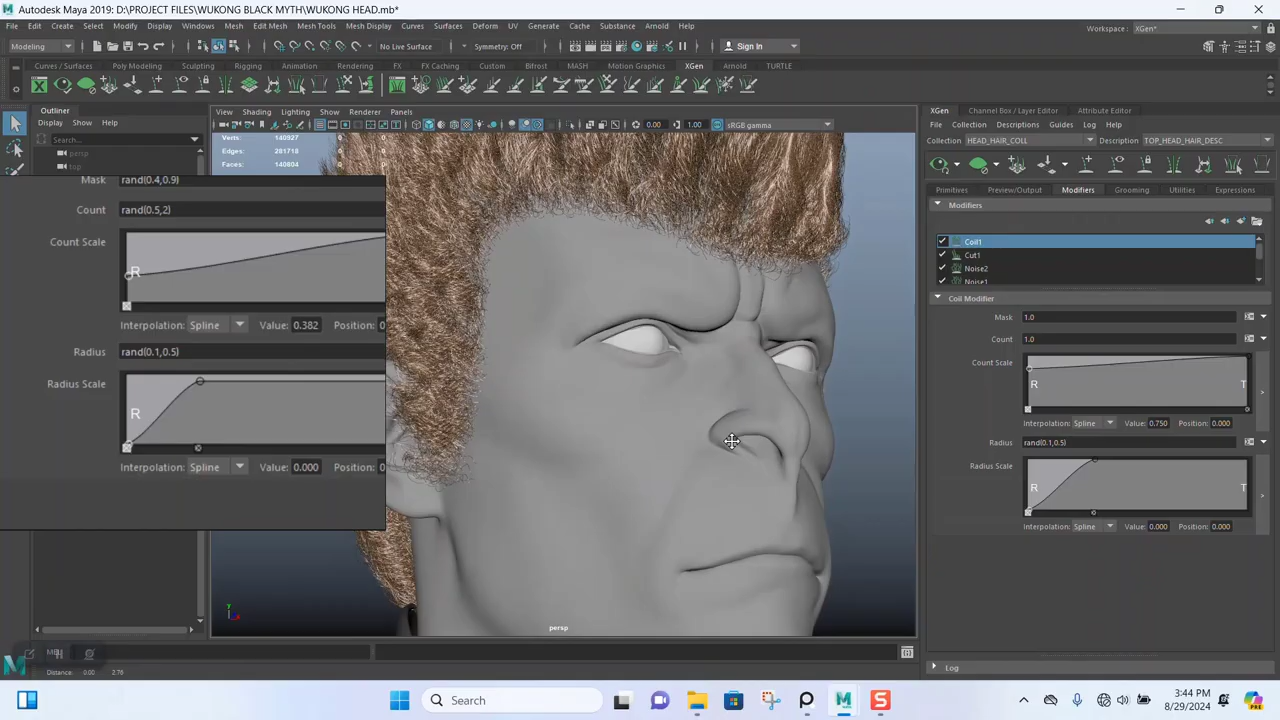 Autodesk Maya 2019: D:\PROJECT FILES\WUKONG BLACK MYTH\WUKONG HEAD.mb*
File Edit Create Select Modify Display Windows Mesh Edit Mesh Mesh Tools Mesh Display Curves Surfaces Deform UV Generate Cache Substance Arnold Help
Workspace: XGen*
Modeling No Live Surface Symmetry: Off Sign In
Curves / Surfaces Poly Modeling Sculpting Rigging Animation Rendering FX FX Caching Custom Bifrost MASH Motion Graphics XGen Arnold TURTLE
Outliner
Display Show Help
Search...
persp
top
View Shading Lighting Show Renderer Panels
0.00 1.00 sRGB gamma
Verts: 140927
Edges: 281718
Faces: 140804
persp
Mask rand(0.4,0.9)
Count rand(0.5,2)
Count Scale R
Interpolation: Spline Value: 0.382 Position: 0
Radius rand(0.1,0.5)
Radius Scale R
Interpolation: Spline Value: 0.000 Position: 0
XGen Channel Box / Layer Editor Attribute Editor
File Collection Descriptions Guides Log Help
Collection: HEAD_HAIR_COLL Description: TOP_HEAD_HAIR_DESC
Primitives Preview/Output Modifiers Grooming Utilities Expressions
Modifiers
Coil1
Cut1
Noise2
Noise1
Coil Modifier
Mask 1.0
Count 1.0
Count Scale R T
Interpolation: Spline Value: 0.750 Position: 0.000
Radius rand(0.1,0.5)
Radius Scale R T
Interpolation: Spline Value: 0.000 Position: 0.000
Log
Distance: 0.00 2.76
Search
3:44 PM
8/29/2024